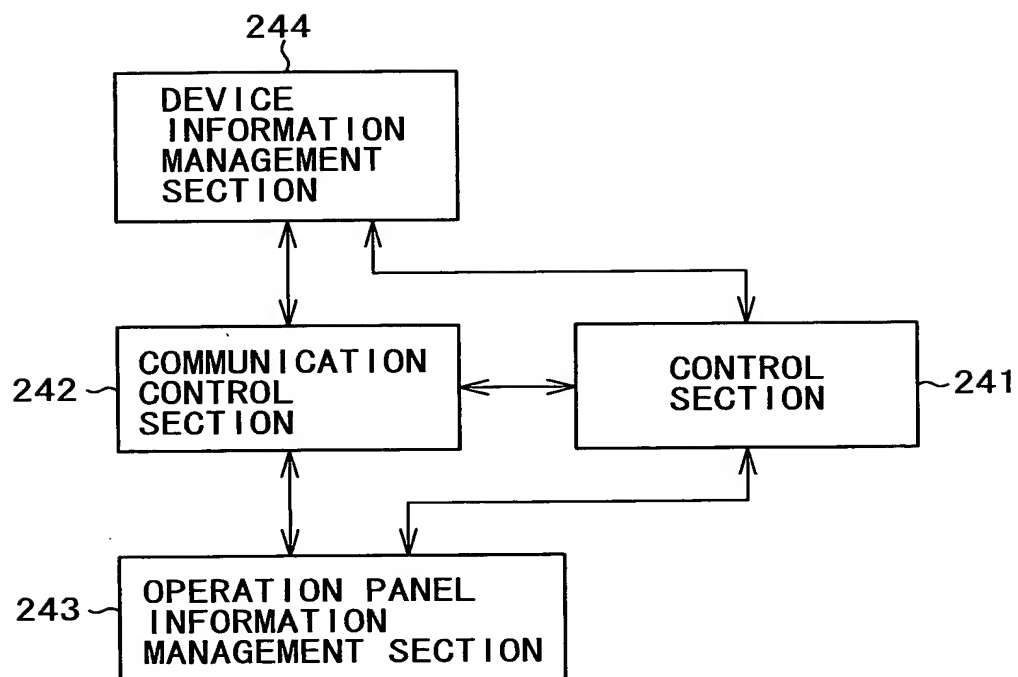 244
DEVICE
INFORMATION
MANAGEMENT
SECTION
242
COMMUNICATION
CONTROL
SECTION
CONTROL
SECTION
241
243
OPERATION PANEL
INFORMATION
MANAGEMENT SECTION